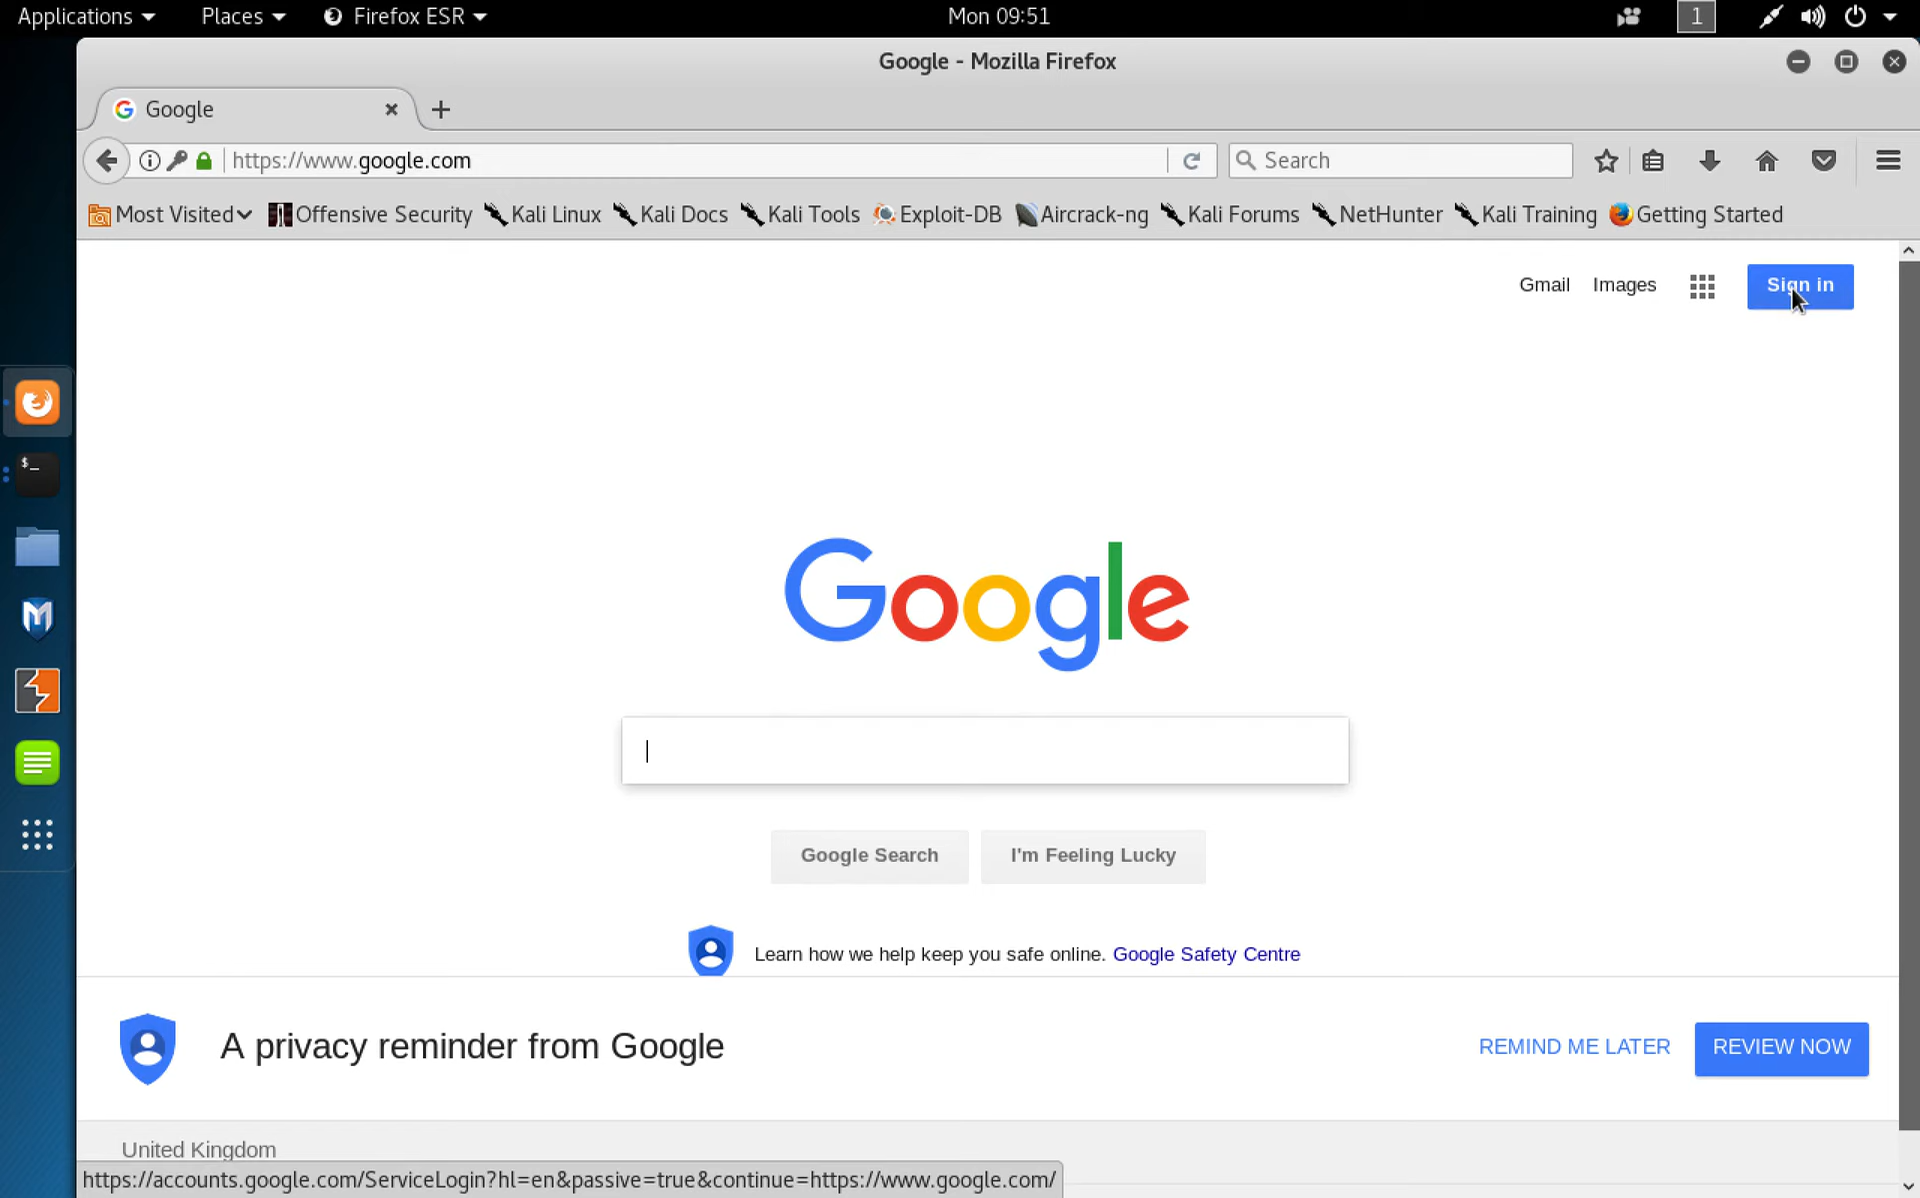 Applications Places Firefox ESR Mon 09:51 1
Google - Mozilla Firefox
Google
https://www.google.com Search
Most Visited Offensive Security Kali Linux Kali Docs Kali Tools Exploit-DB Aircrack-ng Kali Forums NetHunter Kali Training Getting Started
Gmail Images Sign in
$_
Google
Google Search I'm Feeling Lucky
Learn how we help keep you safe online. Google Safety Centre
A privacy reminder from Google REMIND ME LATER REVIEW NOW
United Kingdom
https://accounts.google.com/ServiceLogin?hl=en&passive=true&continue=https://www.google.com/